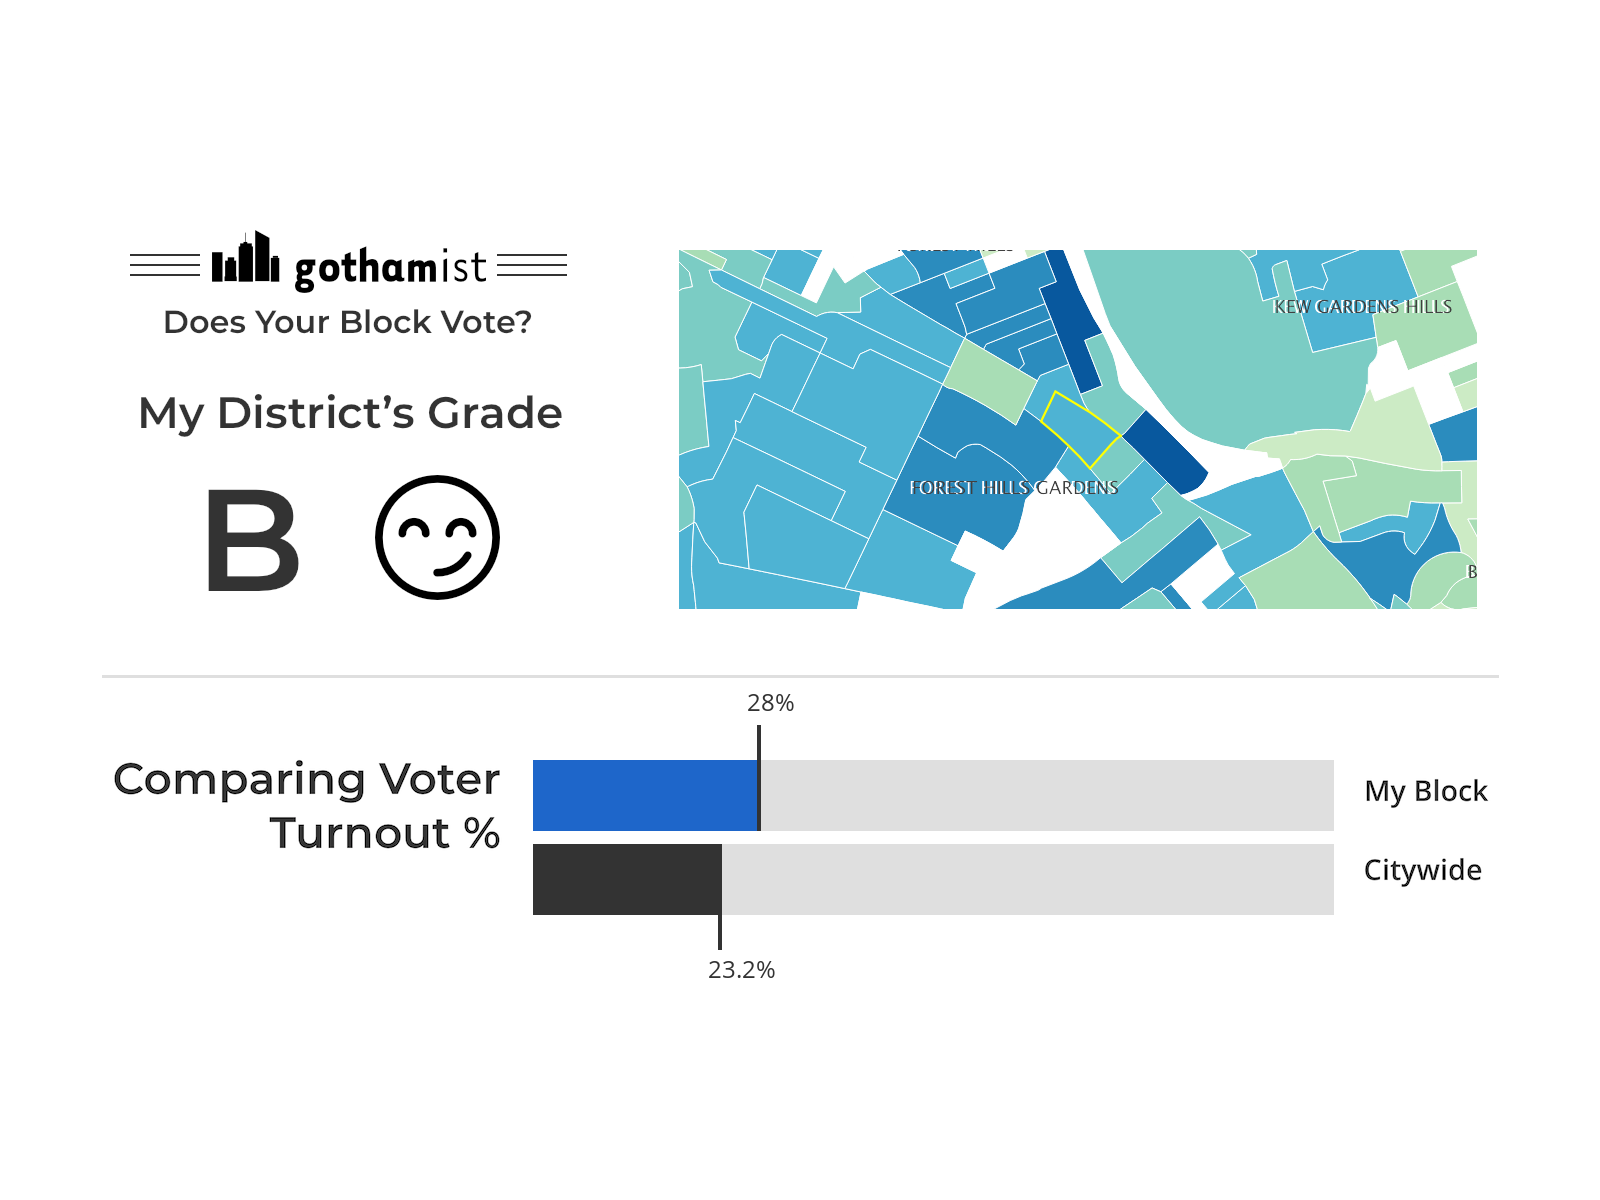 gothamist
Does Your Block Vote?
My District’s Grade
B
KEW GARDENS HILLS
FOREST HILLS GARDENS
B
28%
Comparing Voter
Turnout %
My Block
Citywide
23.2%